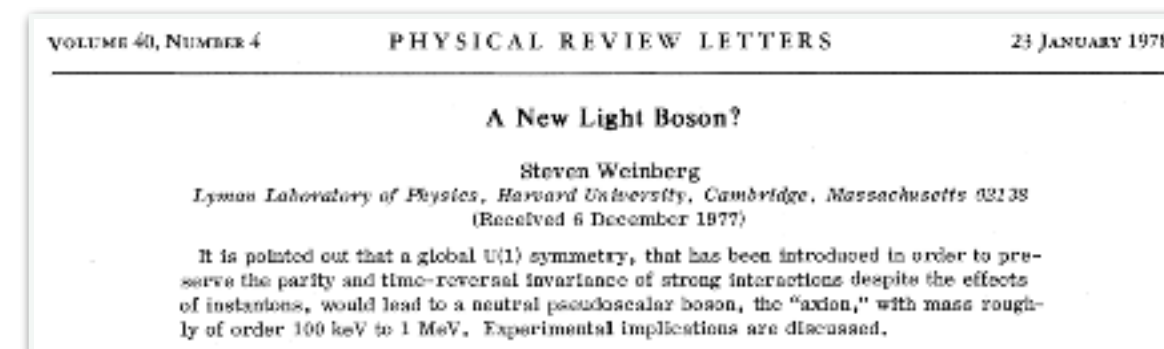 VOLUME 40, NUMBER 4 PHYSICAL REVIEW LETTERS 23 JANUARY 1978
A New Light Boson?
Steven Weinberg
Lyman Laboratory of Physics, Harvard University, Cambridge, Massachusetts 02138
(Received 6 December 1977)
It is pointed out that a global U(1) symmetry, that has been introduced in order to pre-
serve the parity and time-reversal invariance of strong interactions despite the effects
of instantons, would lead to a neutral pseudoscalar boson, the "axion," with mass rough-
ly of order 100 keV to 1 MeV. Experimental implications are discussed.